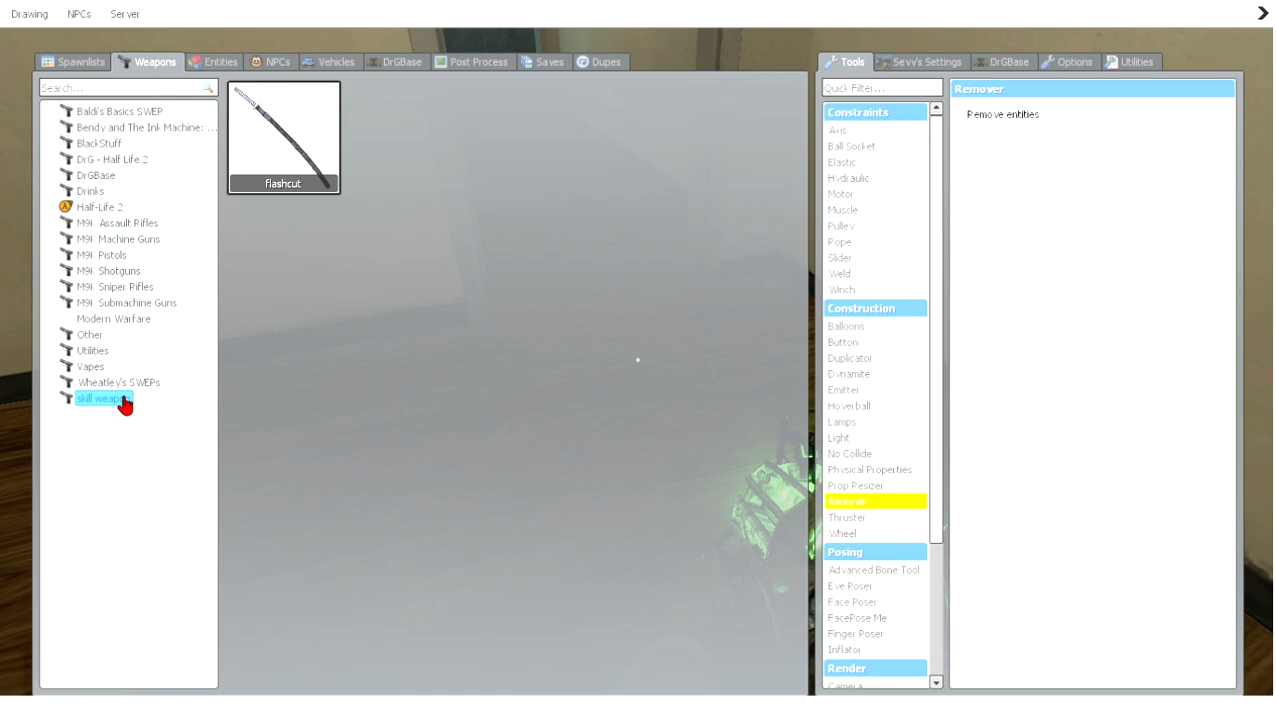 Drawing NPCs Server
Spawnlists Weapons Entities NPCs Vehicles DrGBase Post Process Saves Dupes
Search...
Baldi's Basics SWEP
Bendy and The Ink Machine: ...
BlackStuff
DrG - Half Life 2
DrGBase
Drinks
Half-Life 2
M9K Assault Rifles
M9K Machine Guns
M9K Pistols
M9K Shotguns
M9K Sniper Rifles
M9K Submachine Guns
Modern Warfare
Other
Utilities
Vapes
Wheatley's SWEPs
skill weapon
flashcut
Tools Sevv's Settings DrGBase Options Utilities
Quick Filter...
Constraints
Axis
Ball Socket
Elastic
Hydraulic
Motor
Muscle
Pulley
Rope
Slider
Weld
Winch
Construction
Balloons
Button
Duplicator
Dynamite
Emitter
Hoverball
Lamps
Light
No Collide
Physical Properties
Prop Resizer
Remover
Thruster
Wheel
Posing
Advanced Bone Tool
Eye Poser
Face Poser
FacePose Me
Finger Poser
Inflator
Render
Camera
Remover
Remove entities